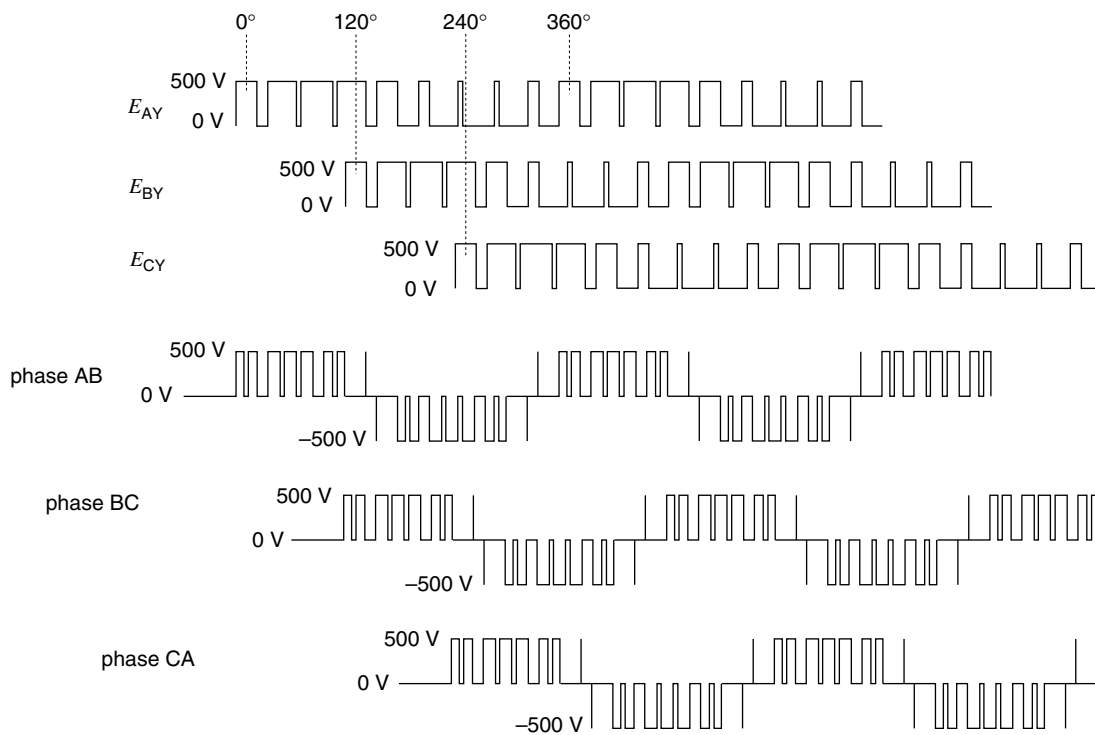 0° 120° 240° 360°
500 V
E_AY
0 V
500 V
E_BY
0 V
500 V
E_CY
0 V
500 V
phase AB
0 V
–500 V
500 V
phase BC
0 V
–500 V
500 V
phase CA
0 V
–500 V